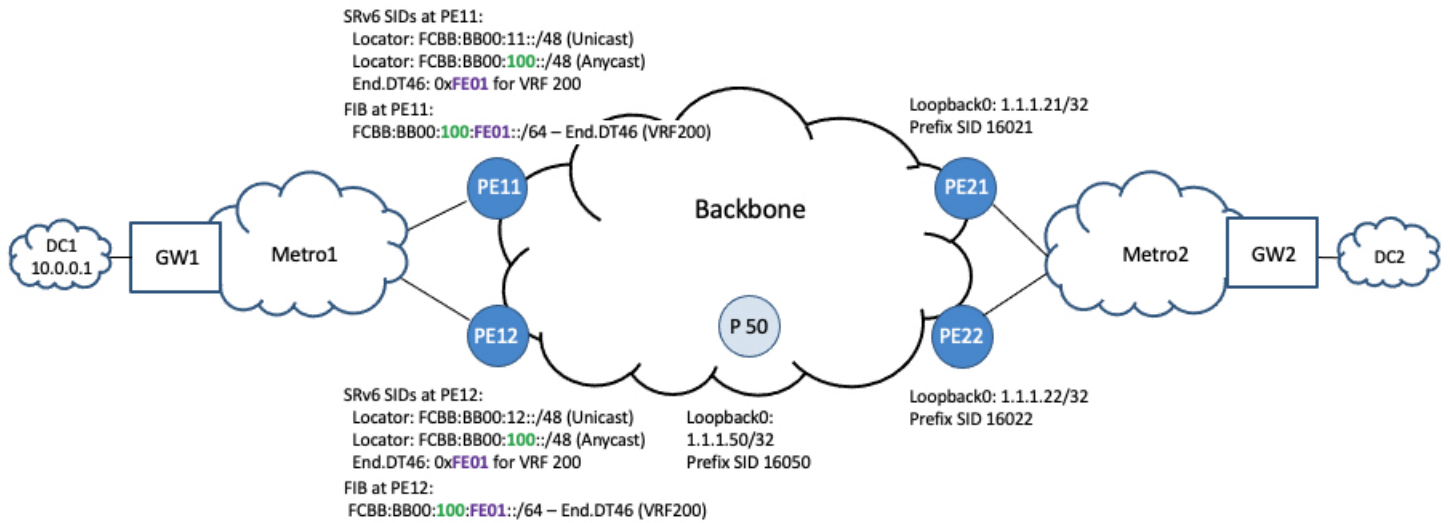 SRv6 SIDs at PE11:
Locator: FCBB:BB00:11::/48 (Unicast)
Locator: FCBB:BB00:100::/48 (Anycast)
End.DT46: 0xFE01 for VRF 200
FIB at PE11:
FCBB:BB00:100:FE01::/64 – End.DT46 (VRF200)
Loopback0: 1.1.1.21/32
Prefix SID 16021
PE11
PE21
Backbone
DC1
10.0.0.1
GW1
Metro1
Metro2
GW2
DC2
PE12
P 50
PE22
SRv6 SIDs at PE12:
Locator: FCBB:BB00:12::/48 (Unicast)
Locator: FCBB:BB00:100::/48 (Anycast)
End.DT46: 0xFE01 for VRF 200
FIB at PE12:
FCBB:BB00:100:FE01::/64 – End.DT46 (VRF200)
Loopback0:
1.1.1.50/32
Prefix SID 16050
Loopback0: 1.1.1.22/32
Prefix SID 16022